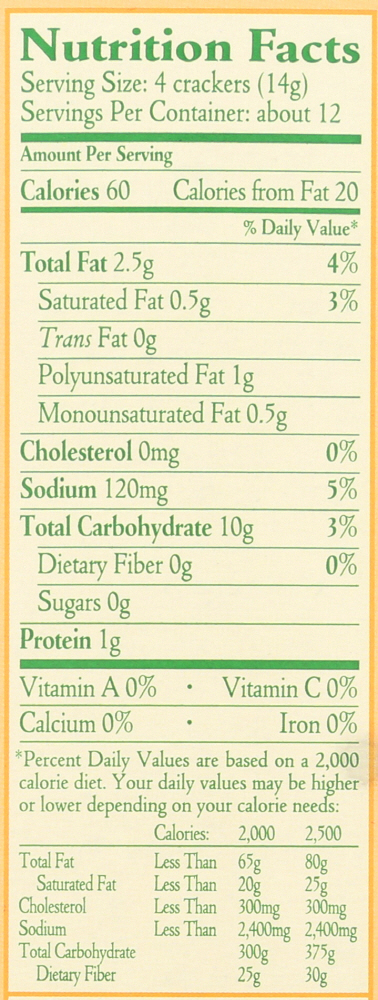 Nutrition Facts
Serving Size: 4 crackers (14g)
Servings Per Container: about 12
Amount Per Serving
Calories 60 Calories from Fat 20
% Daily Value*
Total Fat 2.5g 4%
Saturated Fat 0.5g 3%
Trans Fat 0g
Polyunsaturated Fat 1g
Monounsaturated Fat 0.5g
Cholesterol 0mg 0%
Sodium 120mg 5%
Total Carbohydrate 10g 3%
Dietary Fiber 0g 0%
Sugars 0g
Protein 1g
Vitamin A 0% • Vitamin C 0%
Calcium 0% • Iron 0%
*Percent Daily Values are based on a 2,000
calorie diet. Your daily values may be higher
or lower depending on your calorie needs:
Calories: 2,000 2,500
Total Fat Less Than 65g 80g
Saturated Fat Less Than 20g 25g
Cholesterol Less Than 300mg 300mg
Sodium Less Than 2,400mg 2,400mg
Total Carbohydrate 300g 375g
Dietary Fiber 25g 30g